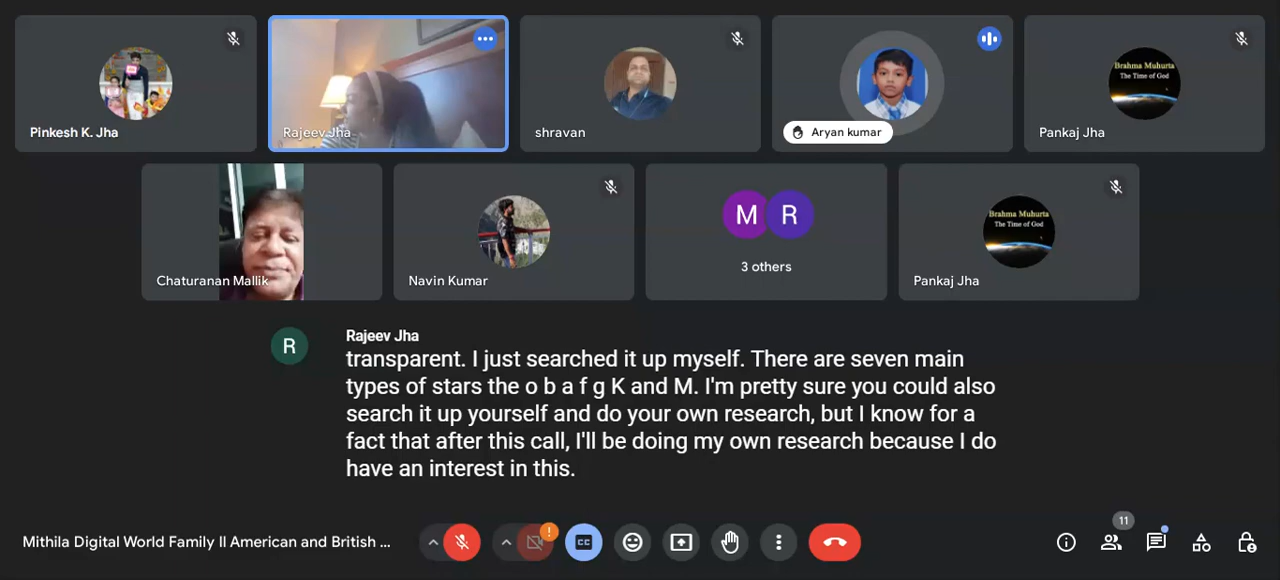 Pinkesh K. Jha
Rajeev Jha
shravan
Aryan kumar
Brahma Muhurta
The Time of God
Pankaj Jha
Chaturanan Mallik
Navin Kumar
M R
3 others
Brahma Muhurta
The Time of God
Pankaj Jha
R
Rajeev Jha
transparent. I just searched it up myself. There are seven main
types of stars the o b a f g K and M. I'm pretty sure you could also
search it up yourself and do your own research, but I know for a
fact that after this call, I'll be doing my own research because I do
have an interest in this.
Mithila Digital World Family II American and British ...
!
CC
11